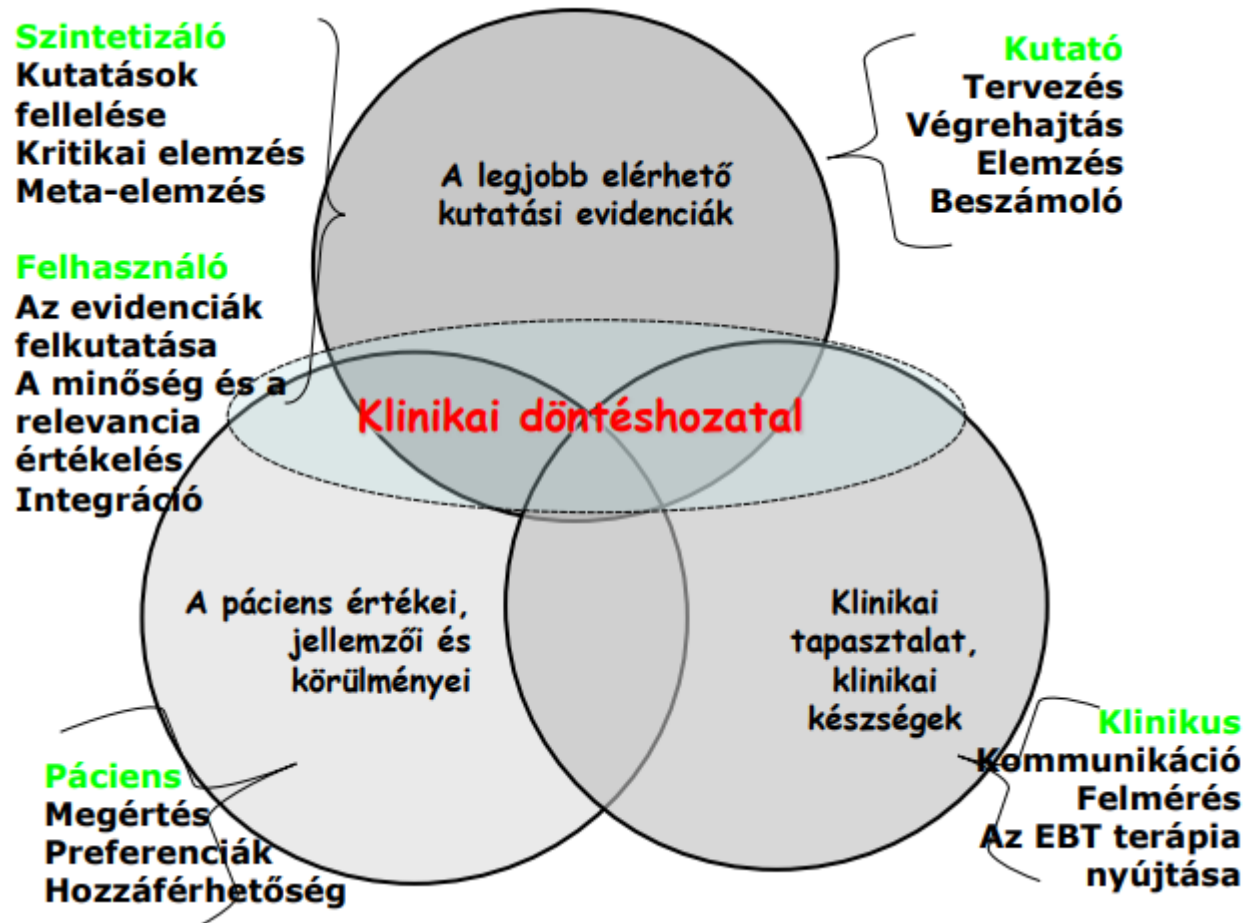 Szintetizáló
Kutatások
fellelése
Kritikai elemzés
Meta-elemzés
Felhasználó
Az evidenciák
felkutatása
A minőség és a
relevancia
értékelés
Integráció
Kutató
Tervezés
Végrehajtás
Elemzés
Beszámoló
A legjobb elérhető
kutatási evidenciák
Klinikai döntéshozatal
A páciens értékei,
jellemzői és
körülményei
Klinikai
tapasztalat,
klinikai
készségek
Páciens
Megértés
Preferenciák
Hozzáférhetőség
Klinikus
Kommunikáció
Felmérés
Az EBT terápia
nyújtása